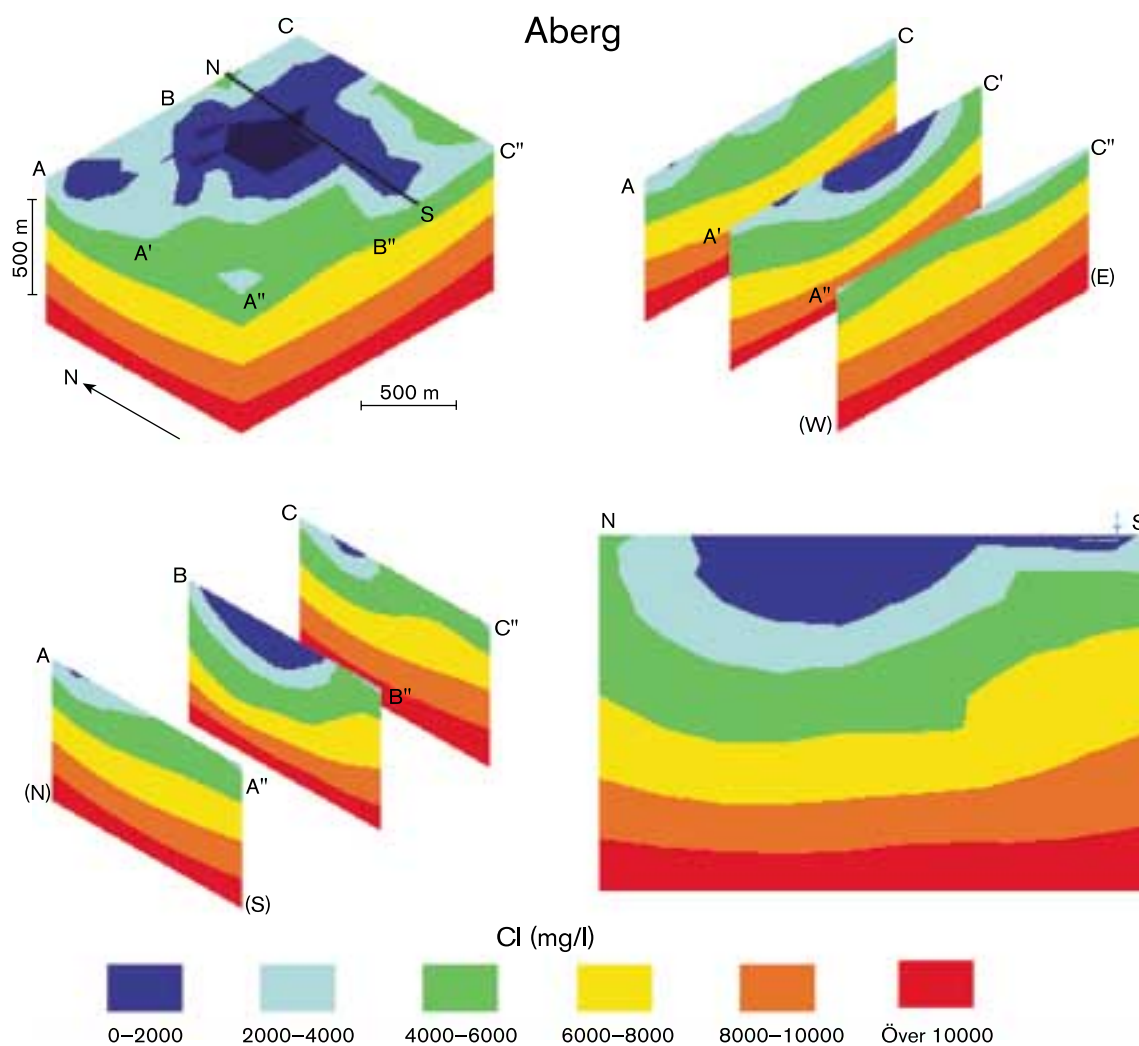 Aberg
C
N
B
A
C"
S
B"
A'
A"
500 m
N
500 m
C
C'
C"
A
A'
A"
(E)
(W)
C
B
C"
A
B"
A"
(N)
(S)
N
S
Cl (mg/l)
0–2000
2000–4000
4000–6000
6000–8000
8000–10000
Över 10000